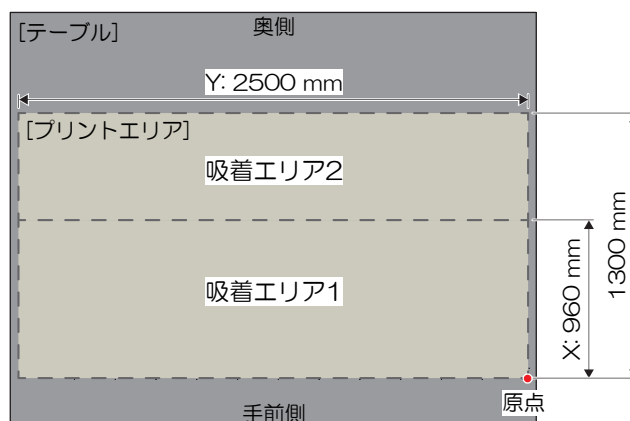 [テーブル]
奥側
Y: 2500 mm
[プリントエリア]
吸着エリア2
吸着エリア1
X: 960 mm
1300 mm
原点
手前側